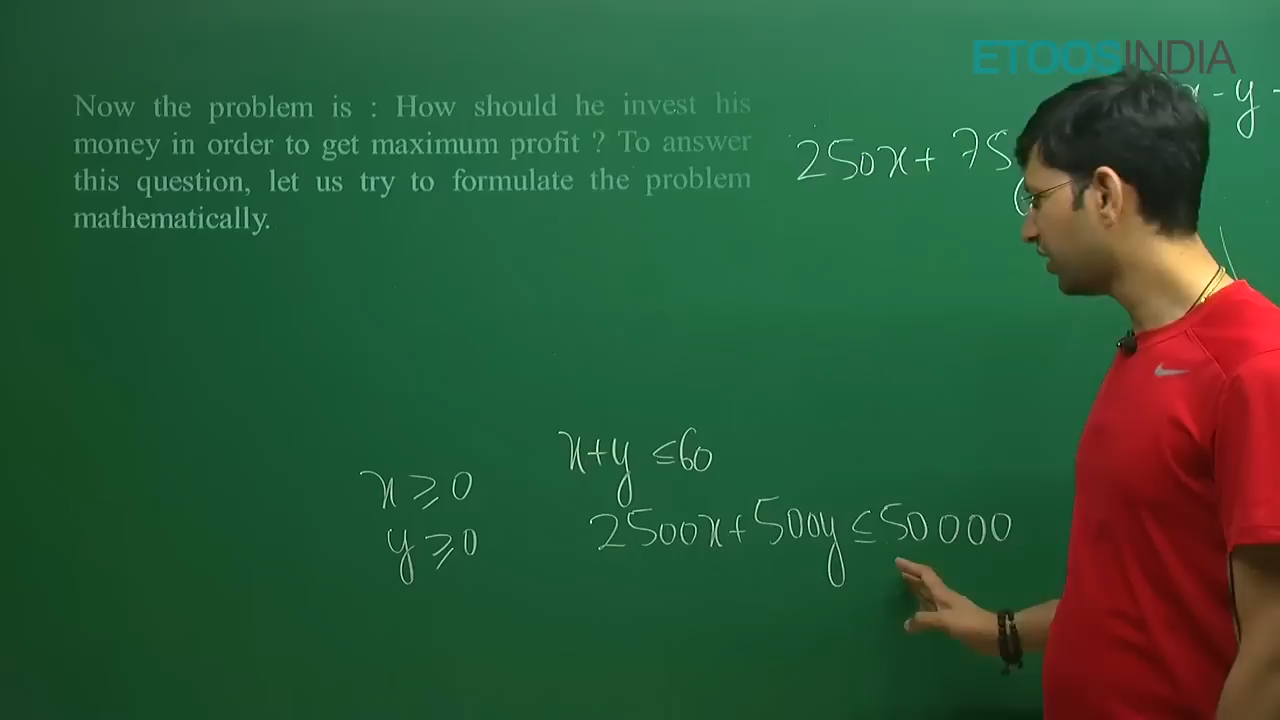 ETOOSINDIA
Now the problem is : How should he invest his
money in order to get maximum profit ? To answer
this question, let us try to formulate the problem
mathematically.
- y
250x + 75
x + y ≤ 60
x ≥ 0
2500x + 500y ≤ 50000
y ≥ 0